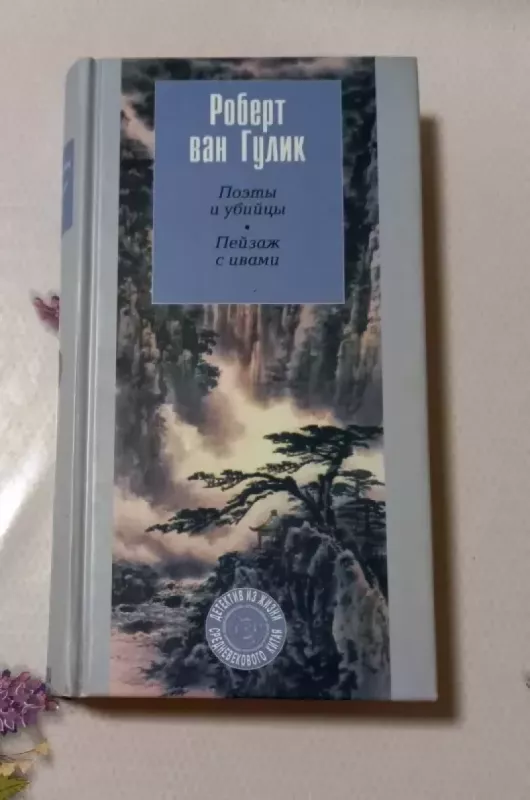 Роберт
ван Гулик
Поэты
и убийцы
•
Пейзаж
с ивами
ДЕТЕКТИВ ИЗ ЖИЗНИ
СРЕДНЕВЕКОВОГО КИТАЯ